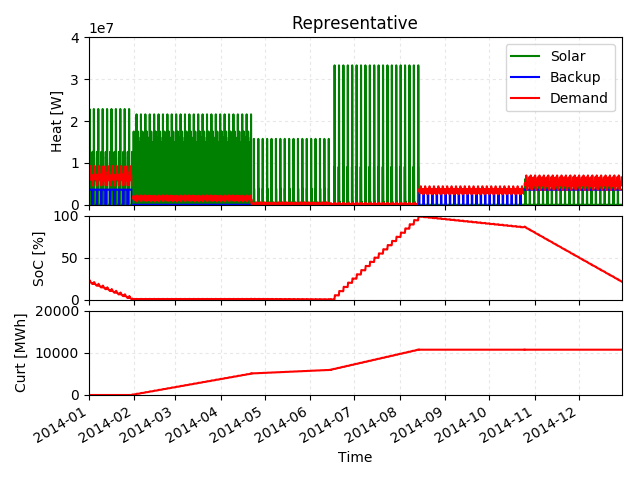 Representative
1e7
Heat [W]
4
3
2
1
0
Solar
Backup
Demand
SoC [%]
100
50
0
Curt [MWh]
20000
10000
0
2014-01
2014-02
2014-03
2014-04
2014-05
2014-06
2014-07
2014-08
2014-09
2014-10
2014-11
2014-12
Time